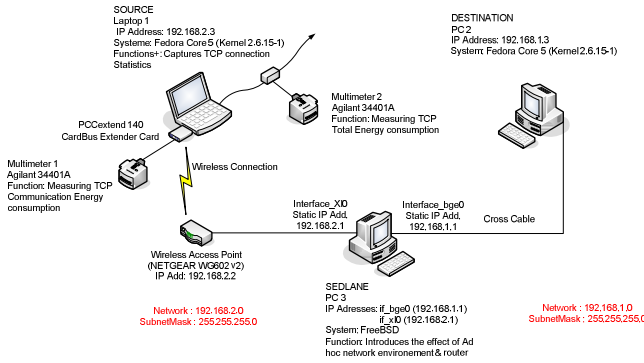 SOURCE
Laptop 1
IP Address: 192.168.2.3
Systeme: Fedora Core 5 (Kernel 2.6.15-1)
Functions+: Captures TCP connection
Statistics
DESTINATION
PC 2
IP Address: 192.168.1.3
System: Fedora Core 5 (Kernel 2.6.15-1)
PCCextend 140
CardBus Extender Card
Multimeter 2
Agilant 34401A
Function: Measuring TCP
Total Energy consumption
Multimeter 1
Agilant 34401A
Function: Measuring TCP
Communication Energy
consumption
Wireless Connection
Interface_Xl0
Static IP Add,
192.168.2.1
Interface_bge0
Static IP Add,
192,168,1,1
Cross Cable
Wireless Access Point
(NETGEAR WG602 v2)
IP Add: 192.168.2.2
SEDLANE
PC 3
IP Adresses: if_bge0 (192.168.1.1)
if_xl0 (192.168.2.1)
System: FreeBSD
Function: Introduces the effect of Ad
hoc network environement & router
Network : 192.168.2.0
SubnetMask : 255,255,255,0
Network : 192,168,1.0
SubnetMask : 255,255,255,0